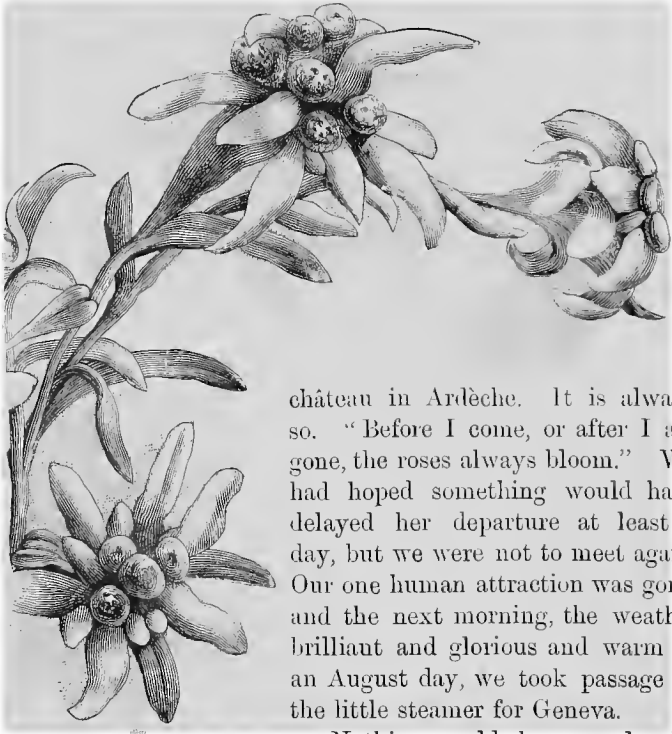 château in Ardèche. It is alwa
so. “Before I come, or after I a
gone, the roses always bloom.” W
had hoped something would ha
delayed her departure at least
day, but we were not to meet aga
Our one human attraction was go
and the next morning, the weath
brilliant and glorious and warm
an August day, we took passage
the little steamer for Geneva.